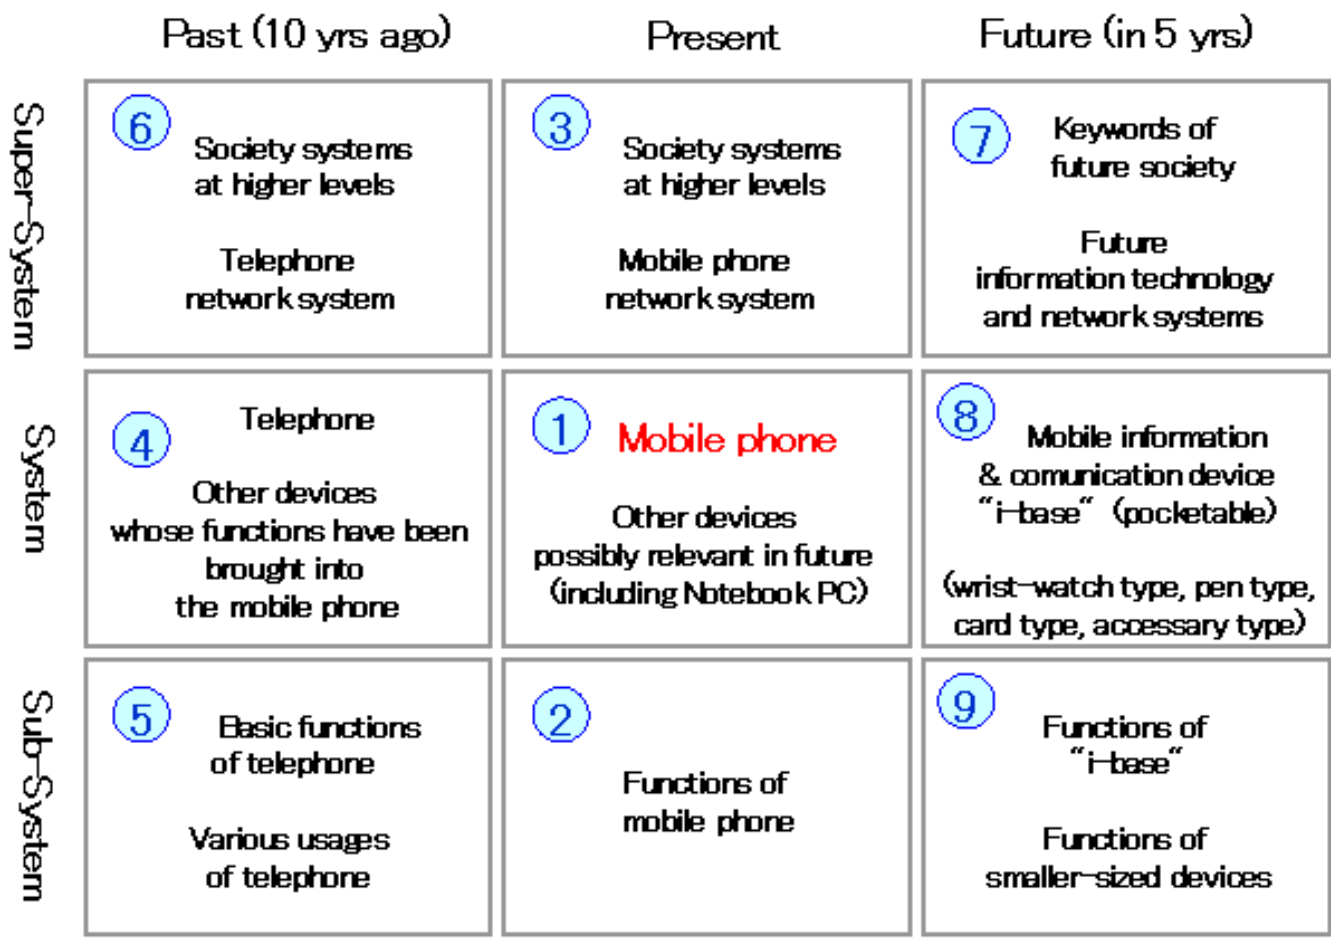 Past (10 yrs ago)
Present
Future (in 5 yrs)
Super-System
6
Society systems
at higher levels
Telephone
network system
3
Society systems
at higher levels
Mobile phone
network system
7
Keywords of
future society
Future
information technology
and network systems
System
4
Telephone
Other devices
whose functions have been
brought into
the mobile phone
1
Mobile phone
Other devices
possibly relevant in future
(including Notebook PC)
8
Mobile information
& comunication device
"i-base" (pocketable)
(wrist-watch type, pen type,
card type, accessary type)
Sub-System
5
Basic functions
of telephone
Various usages
of telephone
2
Functions of
mobile phone
9
Functions of
"i-base"
Functions of
smaller-sized devices